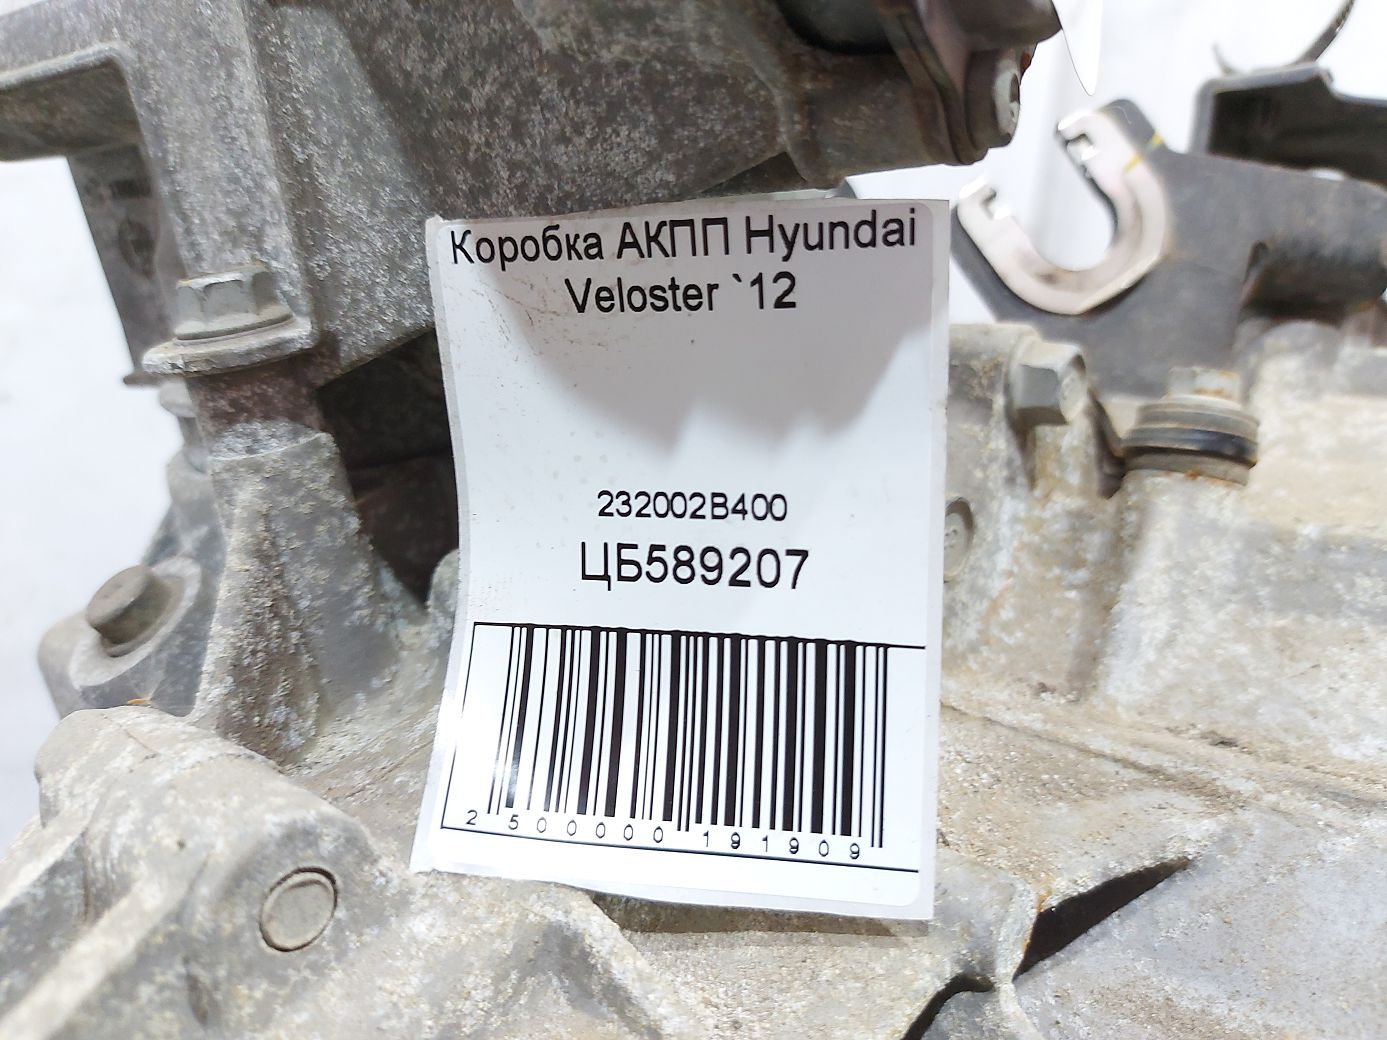 Коробка АКПП Hyundai
Veloster `12
232002B400
ЦБ589207
2 500000 191909